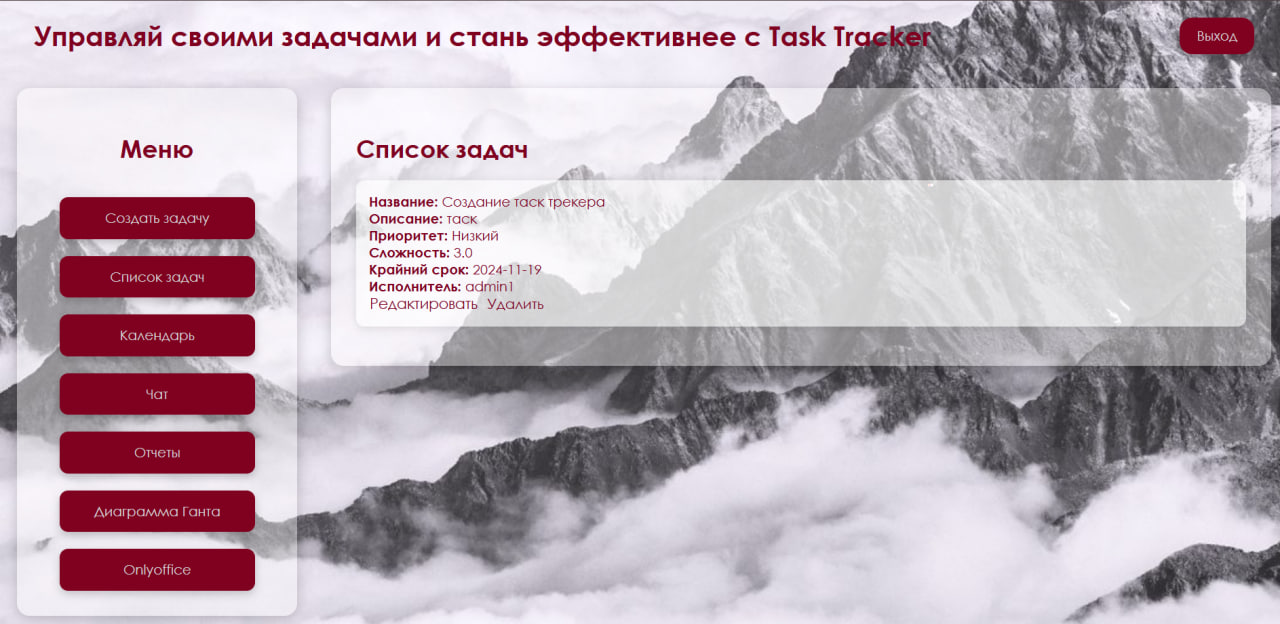 Управляй своими задачами и стань эффективнее с Task Tracker
Выход
Меню
Создать задачу
Список задач
Календарь
Чат
Отчеты
Диаграмма Ганта
Onlyoffice
Список задач
Название: Создание таск трекера
Описание: таск
Приоритет: Низкий
Сложность: 3.0
Крайний срок: 2024-11-19
Исполнитель: admin1
Редактировать Удалить